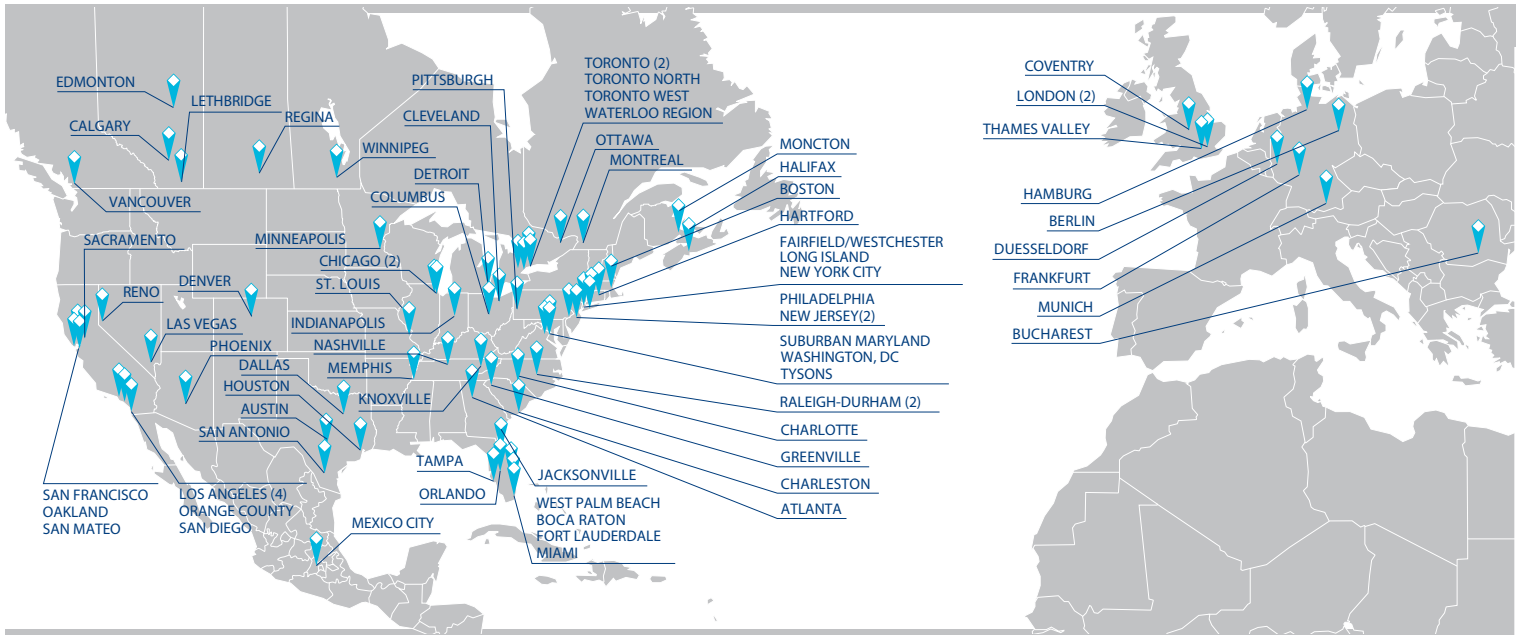 EDMONTON
LETHBRIDGE
CALGARY
REGINA
WINNIPEG
VANCOUVER
SACRAMENTO
RENO
DENVER
LAS VEGAS
PHOENIX
DALLAS
HOUSTON
AUSTIN
SAN ANTONIO
SAN FRANCISCO
OAKLAND
SAN MATEO
LOS ANGELES (4)
ORANGE COUNTY
SAN DIEGO
MEXICO CITY
PITTSBURGH
CLEVELAND
DETROIT
COLUMBUS
MINNEAPOLIS
CHICAGO (2)
ST. LOUIS
INDIANAPOLIS
NASHVILLE
MEMPHIS
KNOXVILLE
TAMPA
ORLANDO
JACKSONVILLE
WEST PALM BEACH
BOCA RATON
FORT LAUDERDALE
MIAMI
TORONTO (2)
TORONTO NORTH
TORONTO WEST
WATERLOO REGION
OTTAWA
MONTREAL
MONCTON
HALIFAX
BOSTON
HARTFORD
FAIRFIELD/WESTCHESTER
LONG ISLAND
NEW YORK CITY
PHILADELPHIA
NEW JERSEY(2)
SUBURBAN MARYLAND
WASHINGTON, DC
TYSONS
RALEIGH-DURHAM (2)
CHARLOTTE
GREENVILLE
CHARLESTON
ATLANTA
COVENTRY
LONDON (2)
THAMES VALLEY
HAMBURG
BERLIN
DUESSELDORF
FRANKFURT
MUNICH
BUCHAREST